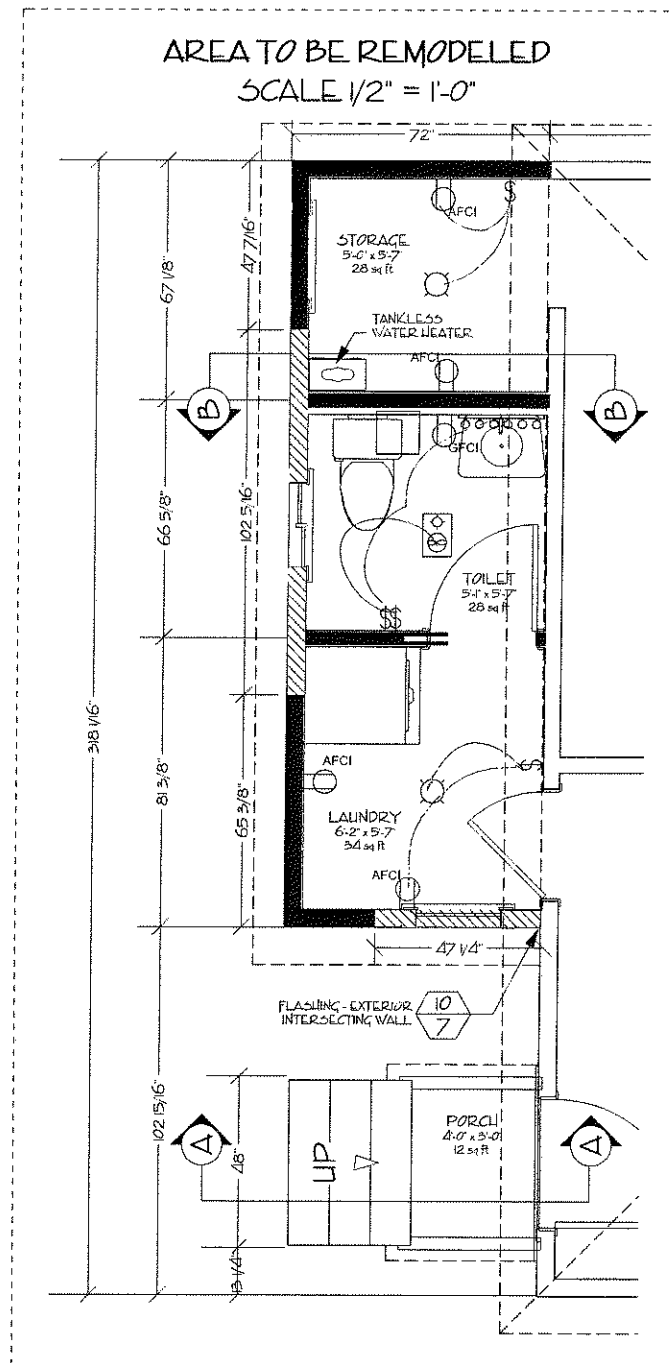 AREA TO BE REMODELED
SCALE 1/2" = 1'-0"
72"
47 7/16"
67 1/8"
AFCI
STORAGE
5'-0" x 5'-7"
28 sq ft
TANKLESS
WATER HEATER
AFCI
B
B
GFCI
66 5/8"
102 5/16"
TOILET
5'-1" x 5'-7"
28 sq ft
$$
318 1/16"
81 3/8"
65 3/8"
AFCI
LAUNDRY
6'-2" x 5'-7"
34 sq ft
AFCI
47 1/4"
FLASHING - EXTERIOR
INTERSECTING WALL
10
7
102 15/16"
PORCH
4'-0" x 3'-0"
12 sq ft
A
A
48"
UP
13 1/4"